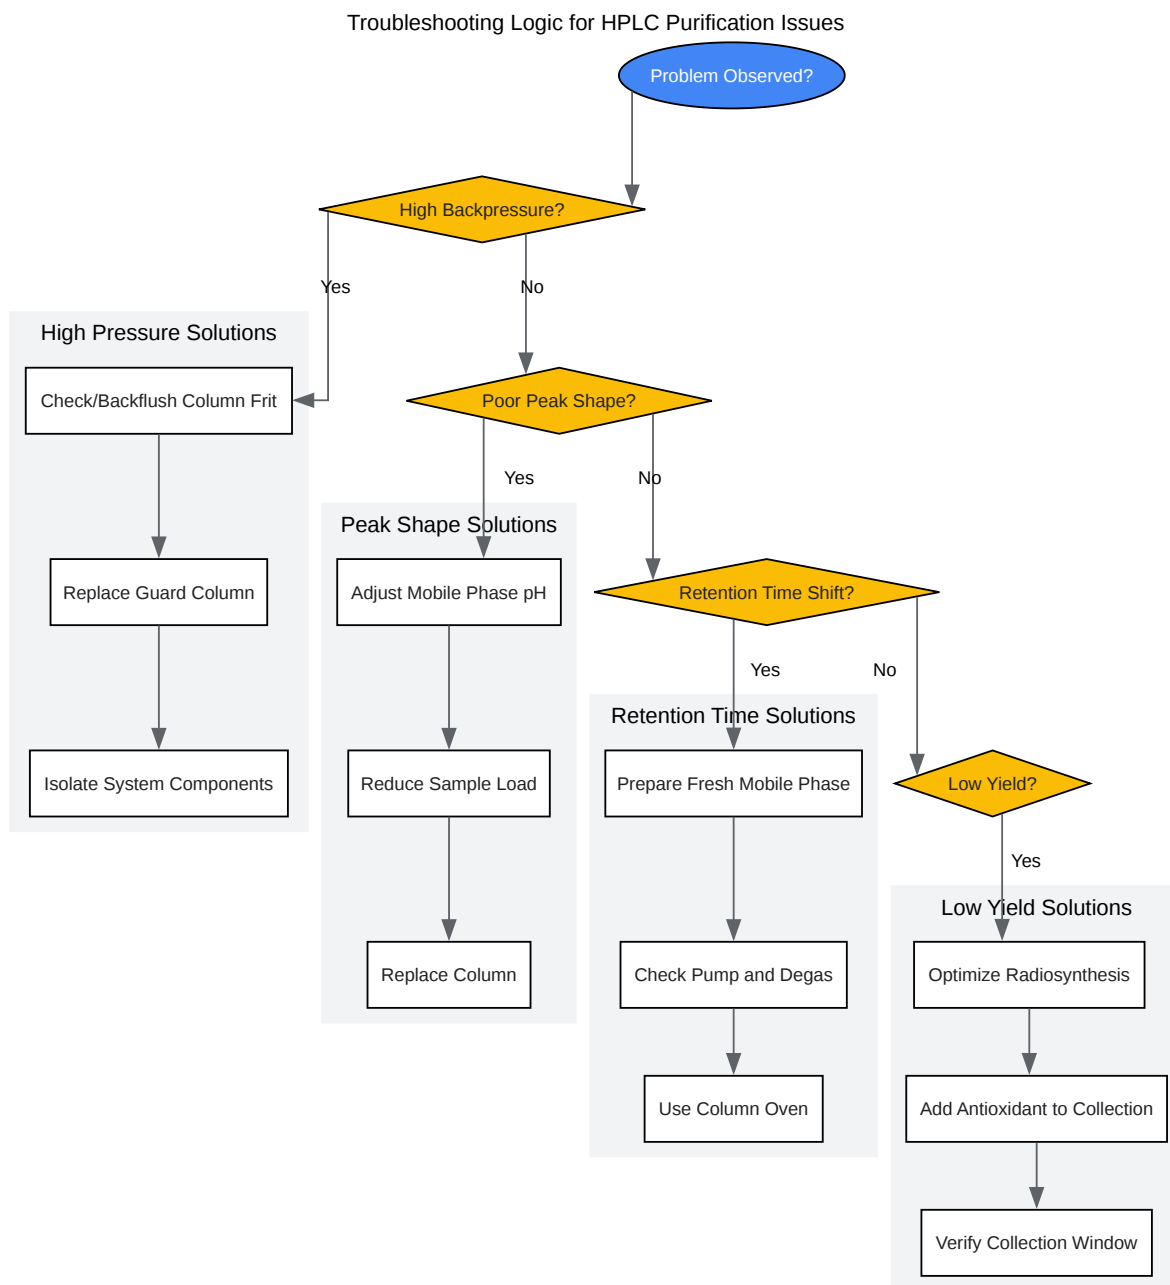 Troubleshooting Logic for HPLC Purification Issues
Problem Observed?
High Backpressure?
Yes
No
High Pressure Solutions
Check/Backflush Column Frit
Replace Guard Column
Isolate System Components
Poor Peak Shape?
Yes
No
Peak Shape Solutions
Adjust Mobile Phase pH
Reduce Sample Load
Replace Column
Retention Time Shift?
Yes
No
Retention Time Solutions
Prepare Fresh Mobile Phase
Check Pump and Degas
Use Column Oven
Low Yield?
Yes
Low Yield Solutions
Optimize Radiosynthesis
Add Antioxidant to Collection
Verify Collection Window